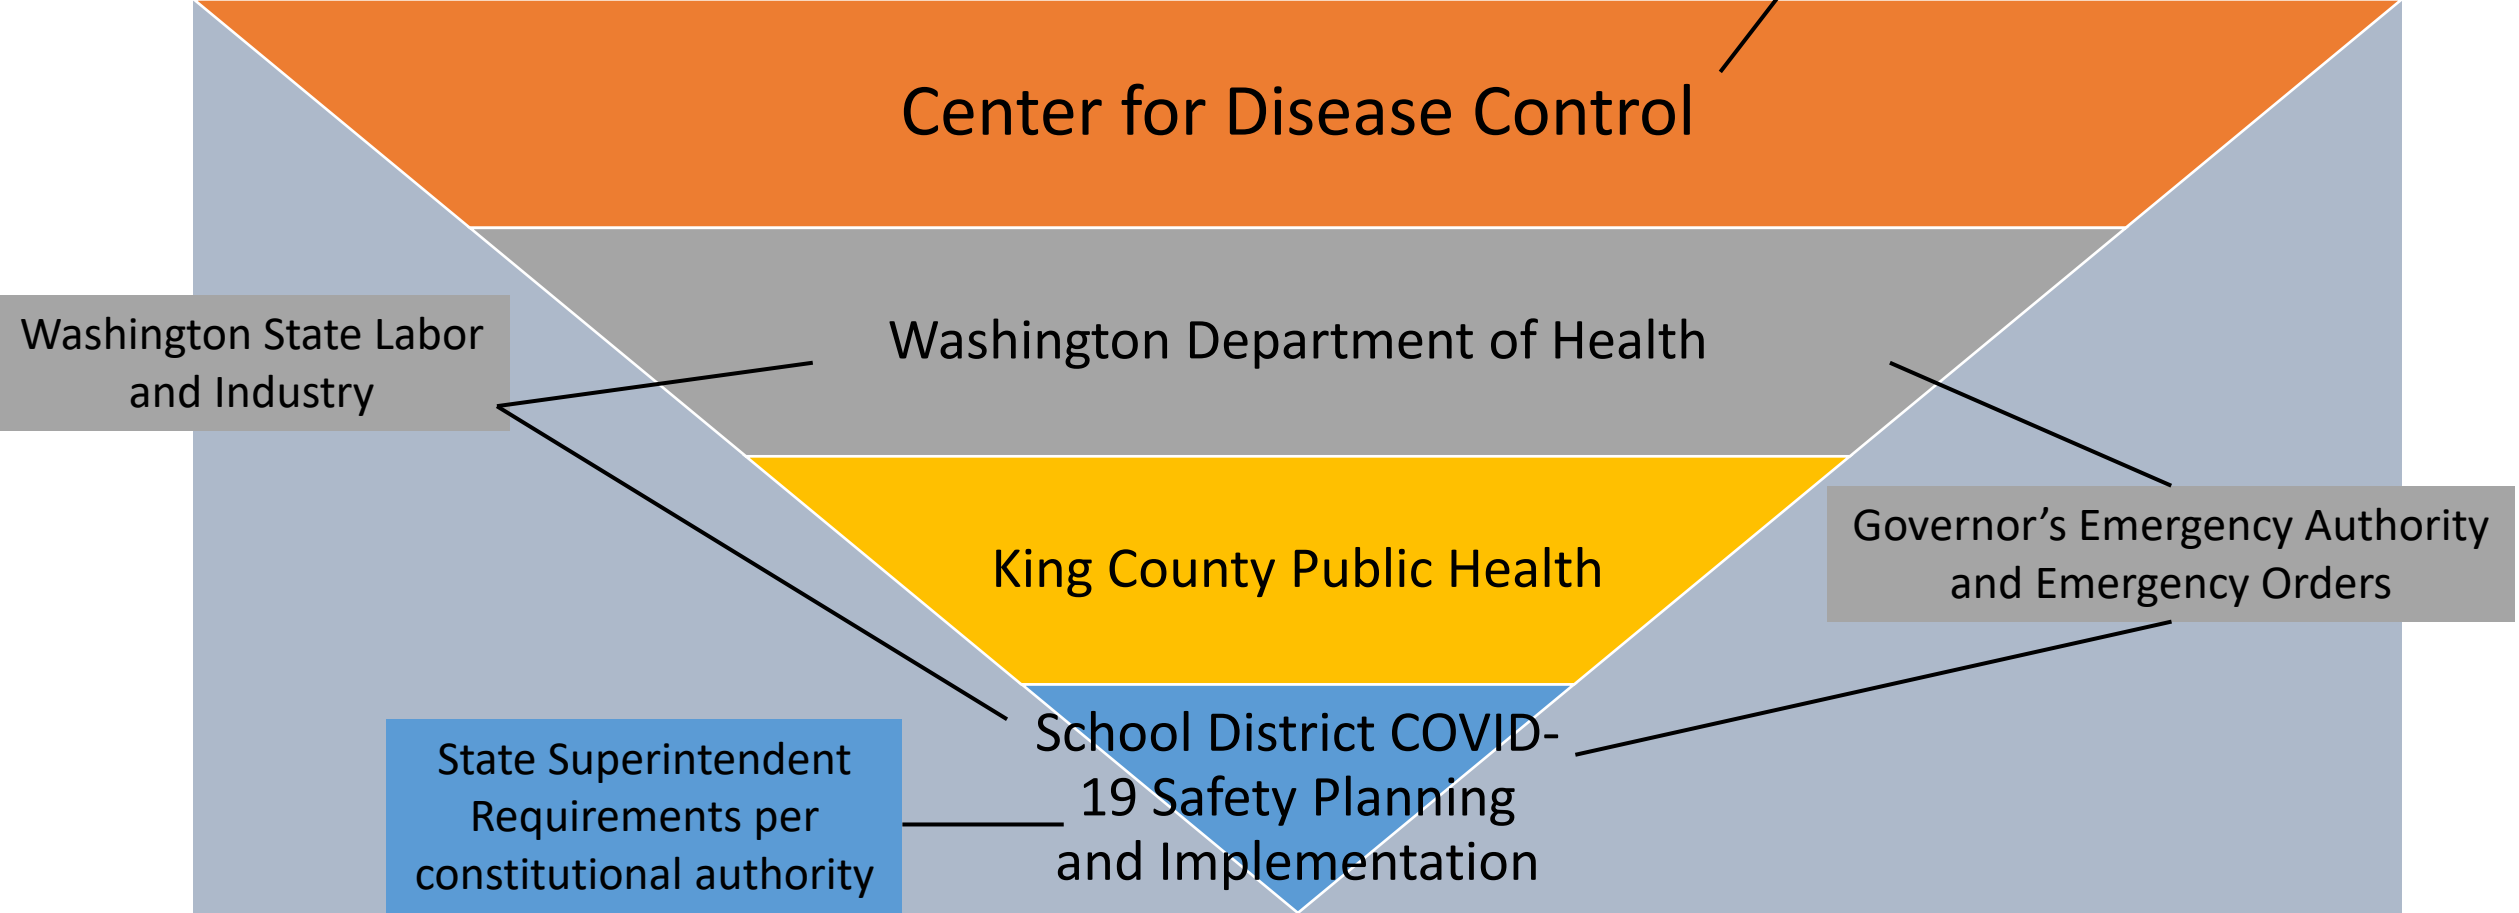 Center for Disease Control
Washington State Labor
and Industry
Washington Department of Health
King County Public Health
Governor’s Emergency Authority
and Emergency Orders
School District COVID-
19 Safety Planning
and Implementation
State Superintendent
Requirements per
constitutional authority